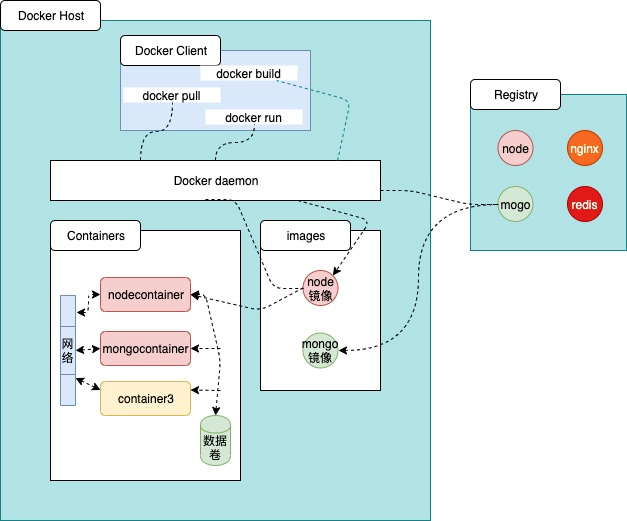 Docker Host
Docker Client
docker build
docker pull
docker run
Docker daemon
Registry
node
nginx
mogo
redis
Containers
nodecontainer
mongocontainer
container3
网络
数据
卷
images
node
镜像
mongo
镜像